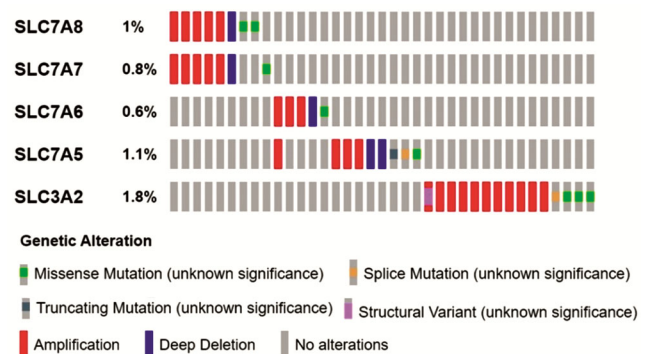 SLC7A8 1%
SLC7A7 0.8%
SLC7A6 0.6%
SLC7A5 1.1%
SLC3A2 1.8%
Genetic Alteration
Missense Mutation (unknown significance) Splice Mutation (unknown significance)
Truncating Mutation (unknown significance) Structural Variant (unknown significance)
Amplification Deep Deletion No alterations